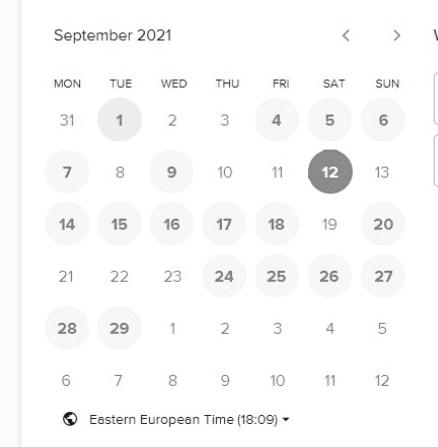 September 2021
MON TUE WED THU FRI SAT SUN
31 1 2 3 4 5 6
7 8 9 10 11 12 13
14 15 16 17 18 19 20
21 22 23 24 25 26 27
28 29 1 2 3 4 5
6 7 8 9 10 11 12
Eastern European Time (18:09)